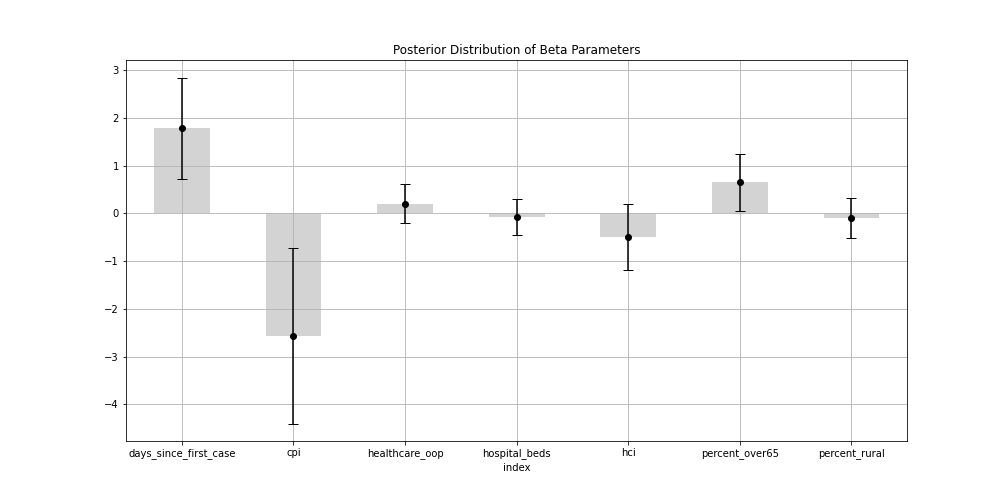 Posterior Distribution of Beta Parameters
3
2
1
0
−1
−2
−3
−4
days_since_first_case cpi healthcare_oop hospital_beds hci percent_over65 percent_rural
index